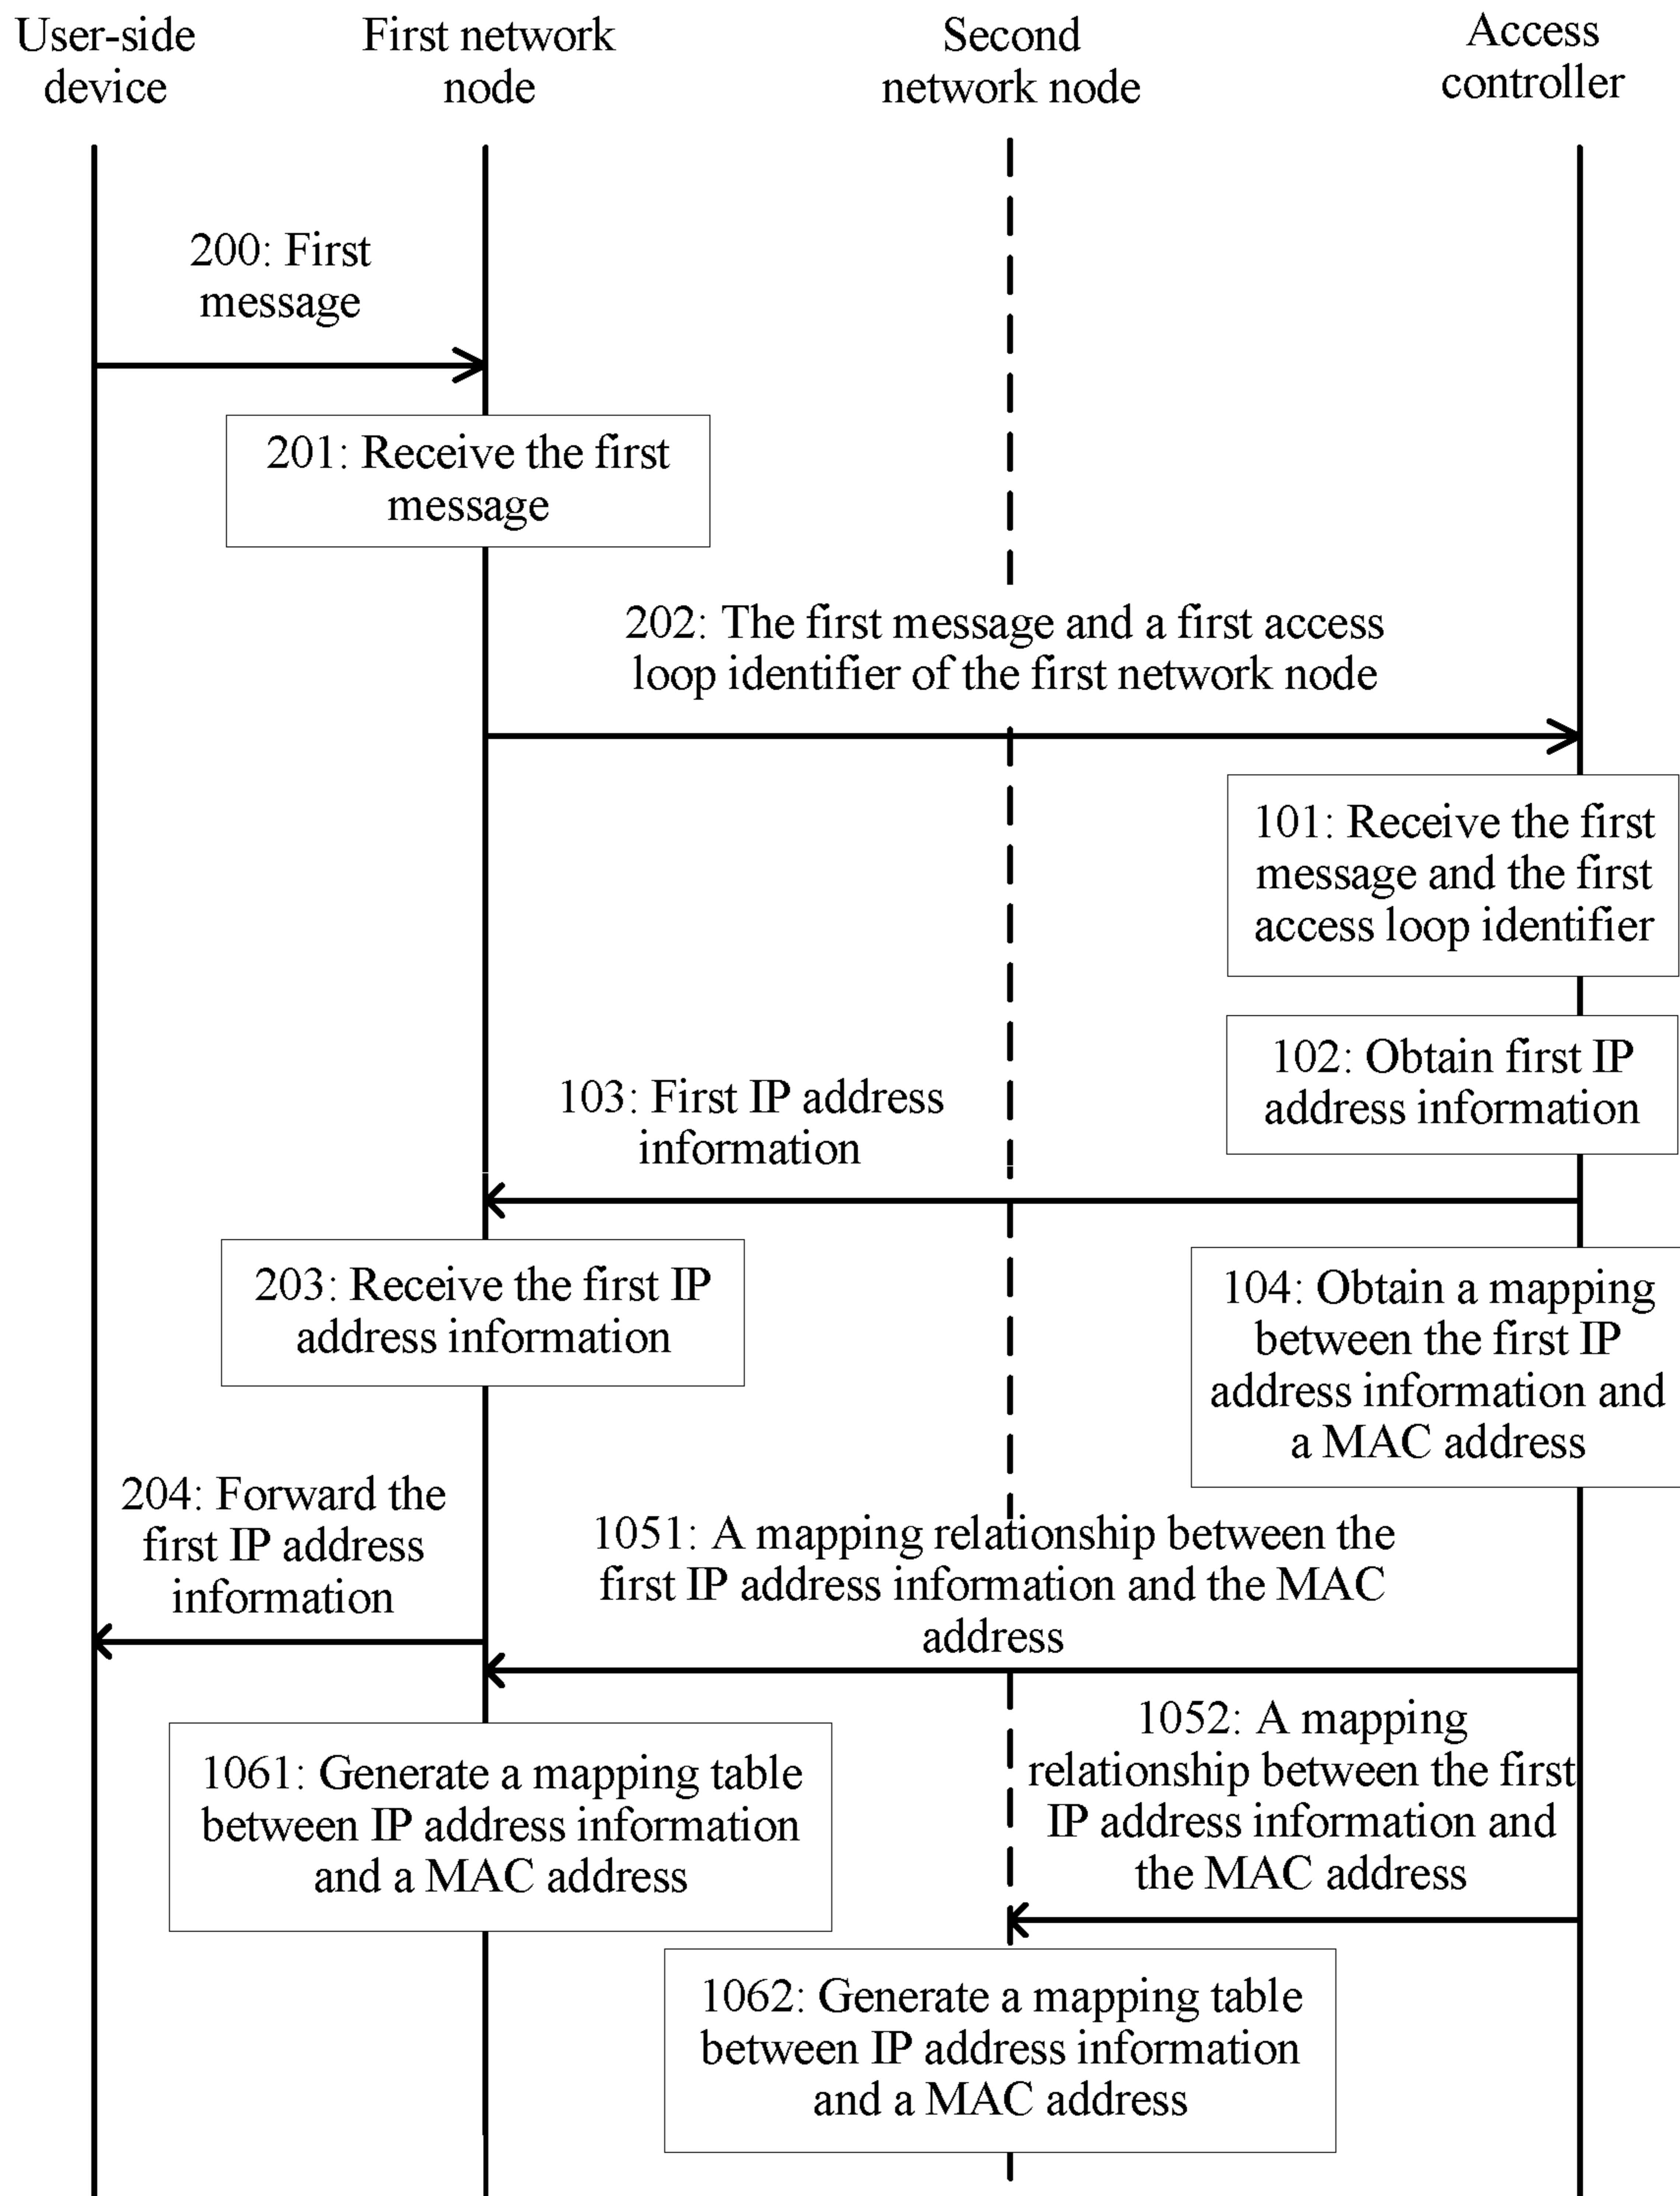 User-side
device
First network
node
Second
network node
Access
controller
200: First
message
201: Receive the first
message
202: The first message and a first access
loop identifier of the first network node
101: Receive the first
message and the first
access loop identifier
102: Obtain first IP
address information
103: First IP address
information
203: Receive the first IP
address information
104: Obtain a mapping
between the first IP
address information and
a MAC address
204: Forward the
first IP address
information
1051: A mapping relationship between the
first IP address information and the MAC
address
1052: A mapping
relationship between the first
IP address information and
the MAC address
1061: Generate a mapping table
between IP address information
and a MAC address
1062: Generate a mapping table
between IP address information
and a MAC address